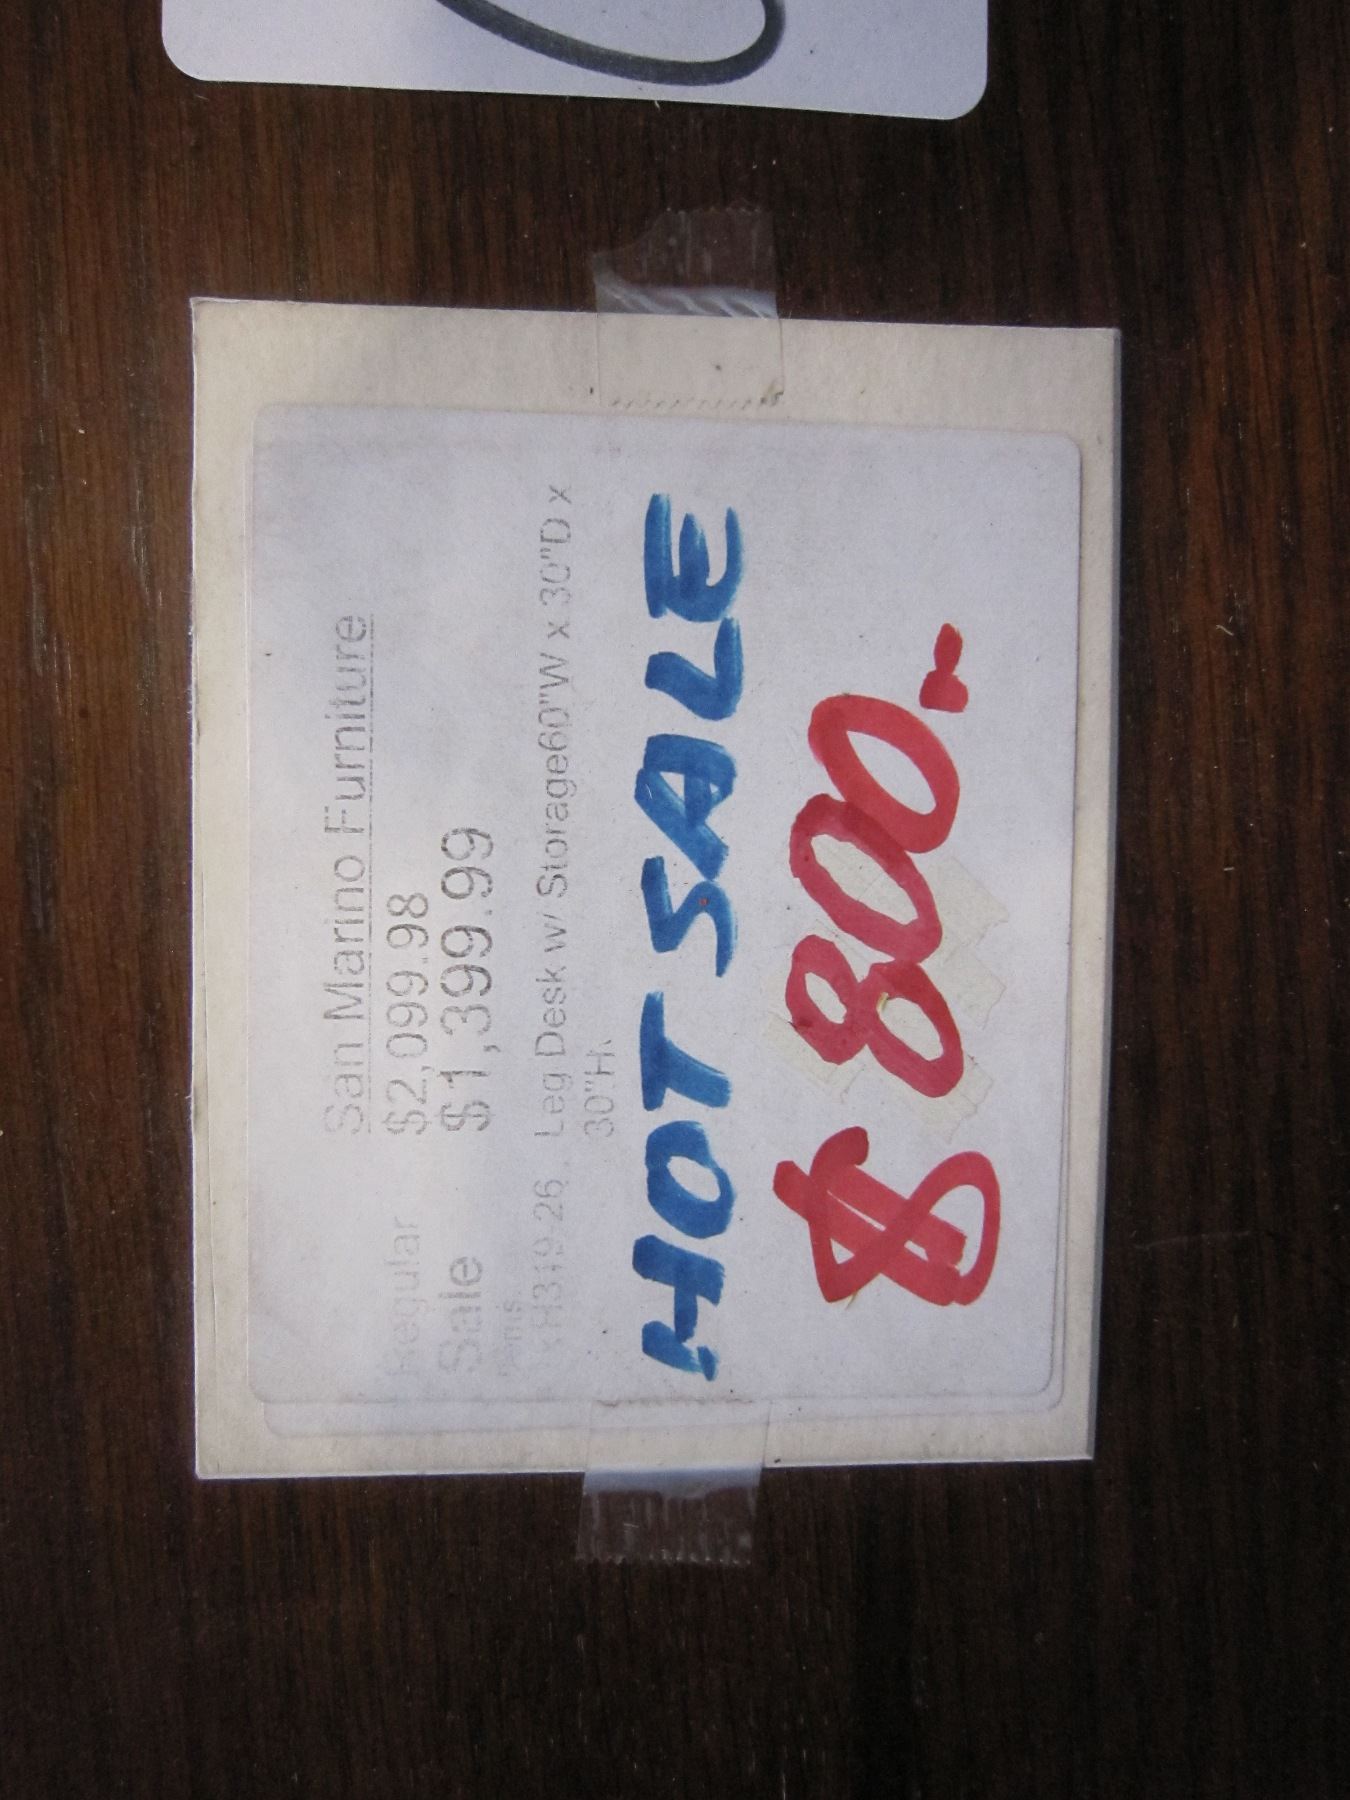 San Marino Furniture
Regular $2,099.98
Sale $1,399.99
H319-26 Leg Desk w/ Storage60"W x 30"D x
30"H
HOT SALE
$800.-